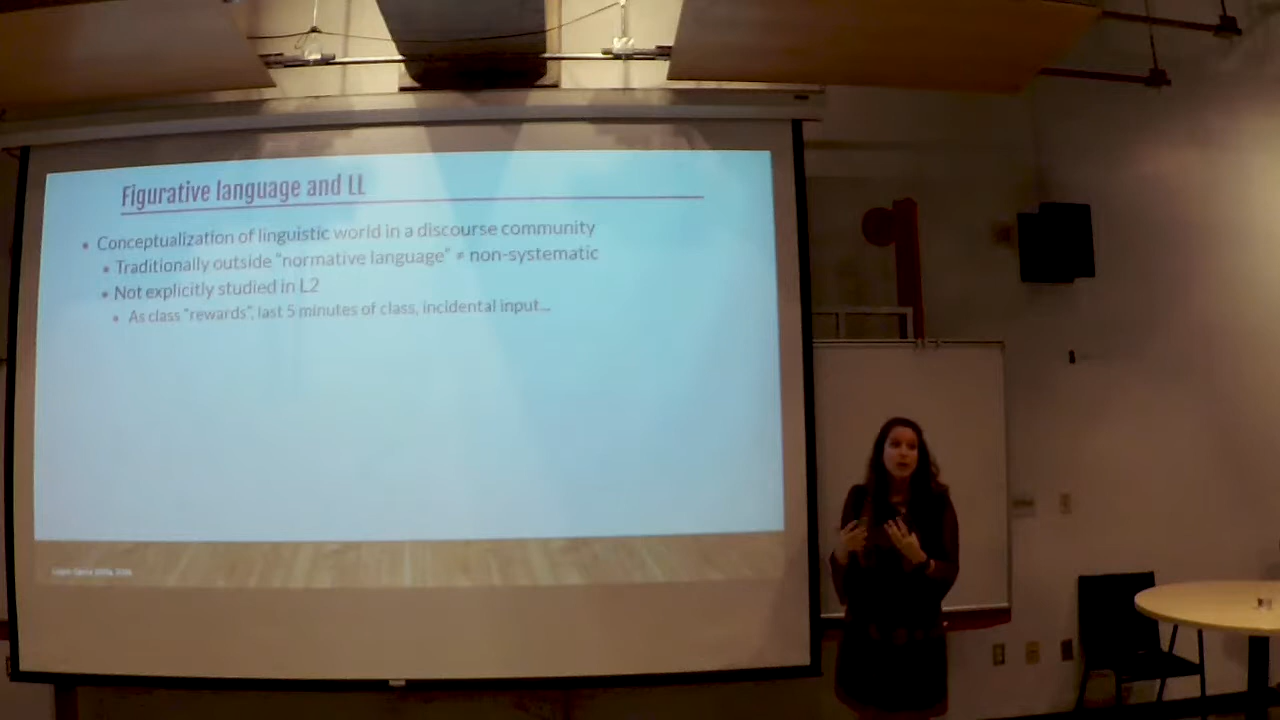 Figurative language and LL
• Conceptualization of linguistic world in a discourse community
• Traditionally outside "normative language" ≠ non-systematic
• Not explicitly studied in L2
• As class "rewards", last 5 minutes of class, incidental input...